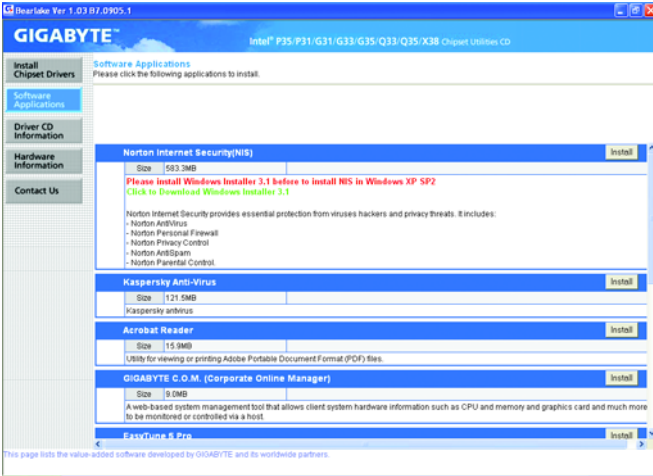 Bearlake Ver 1.03 B7.0905.1
GIGABYTE™
Intel® P35/P31/G31/G33/G35/Q33/Q35/X38 Chipset Utilities CD
Install
Chipset Drivers
Software
Applications
Driver CD
Information
Hardware
Information
Contact Us
Software Applications
Please click the following applications to install.
Norton Internet Security(NIS)
Install
Size 583.3MB
Please install Windows Installer 3.1 before to install NIS in Windows XP SP2
Click to Download Windows Installer 3.1
Norton Internet Security provides essential protection from viruses hackers and privacy threats. It includes:
- Norton AntiVirus
- Norton Personal Firewall
- Norton Privacy Control
- Norton AntiSpam
- Norton Parental Control.
Kaspersky Anti-Virus
Install
Size 121.5MB
Kaspersky antvirus
Acrobat Reader
Install
Size 15.9MB
Utility for viewing or printing Adobe Portable Document Format (PDF) files.
GIGABYTE C.O.M. (Corporate Online Manager)
Install
Size 9.0MB
A web-based system management tool that allows client system hardware information such as CPU and memory and graphics card and much more
to be monitored or controlled via a host.
EasyTune 5 Pro
Install
This page lists the value-added software developed by GIGABYTE and its worldwide partners.